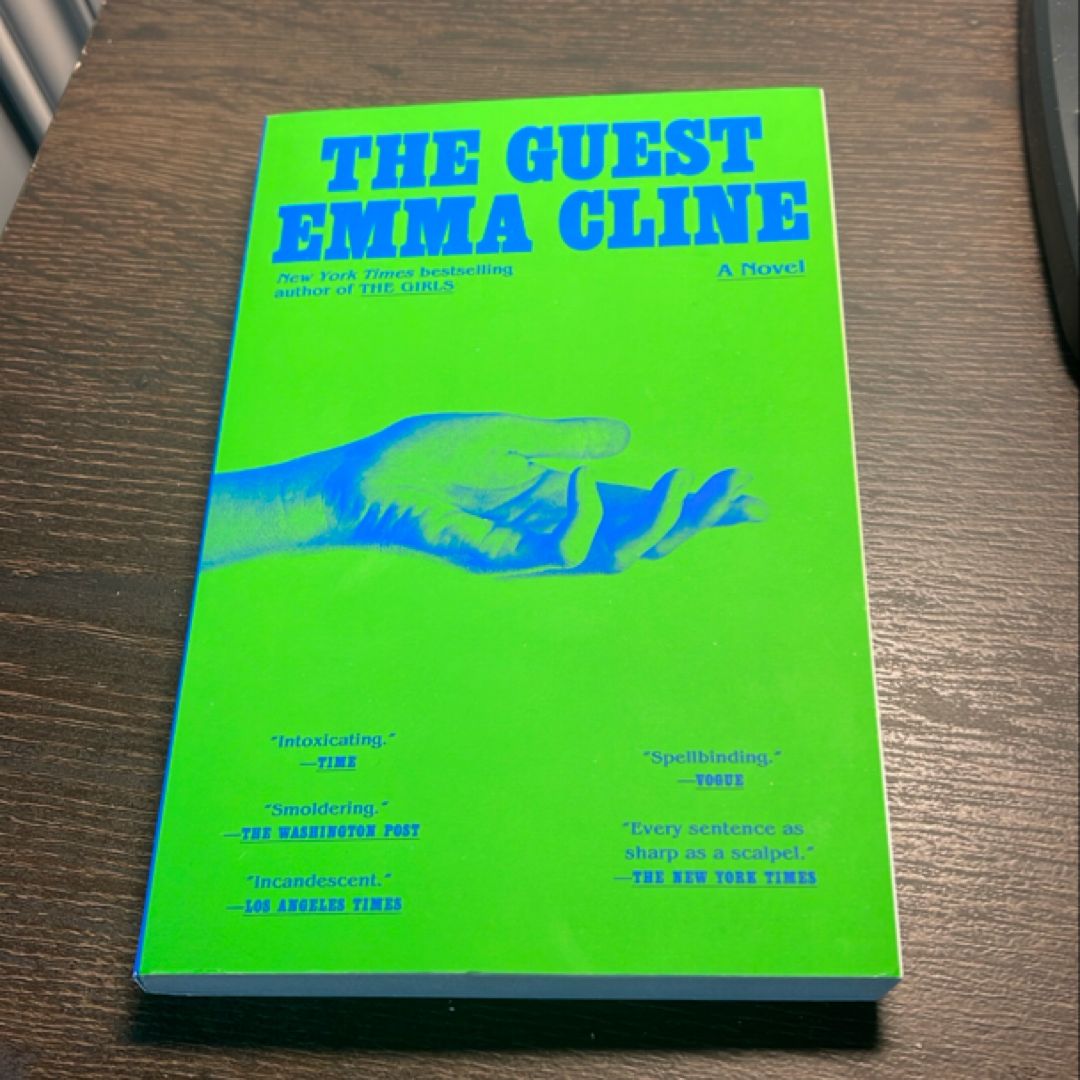 THE GUEST
EMMA CLINE
New York Times bestselling
author of THE GIRLS
A Novel
"Intoxicating."
—TIME
"Smoldering."
—THE WASHINGTON POST
"Incandescent."
—LOS ANGELES TIMES
"Spellbinding."
—VOGUE
"Every sentence as
sharp as a scalpel."
—THE NEW YORK TIMES